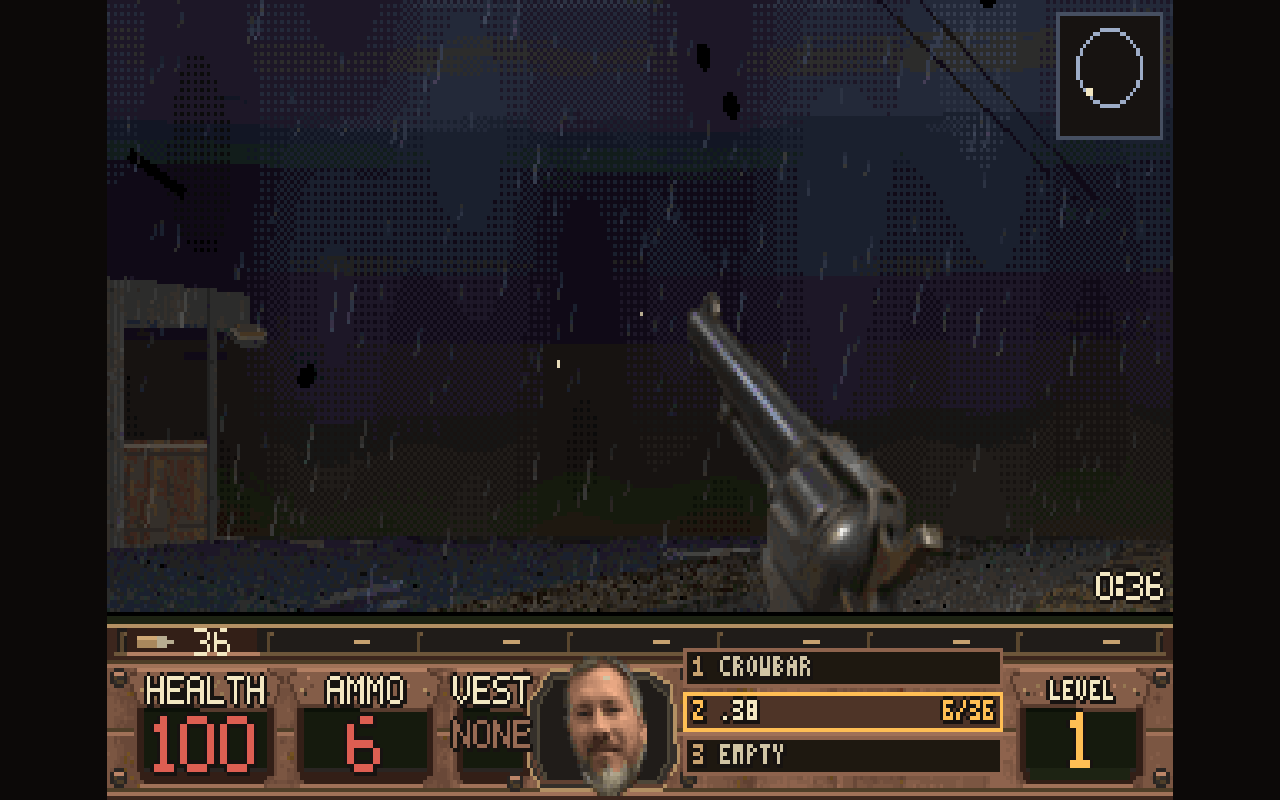 0:36
36
HEALTH
100
AMMO
6
VEST
NONE
1 CROWBAR
2 .38 6/36
3 EMPTY
LEVEL
1